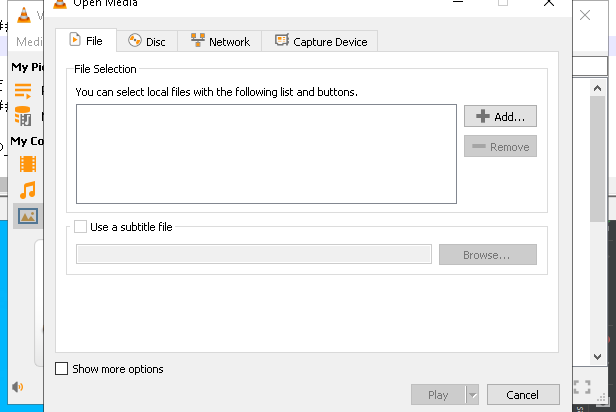 Open Media
File
Disc
Network
Capture Device
Medi
My Pi
File Selection
You can select local files with the following list and buttons.
Add...
Remove
My Co
Use a subtitle file
Browse...
Show more options
Play
Cancel